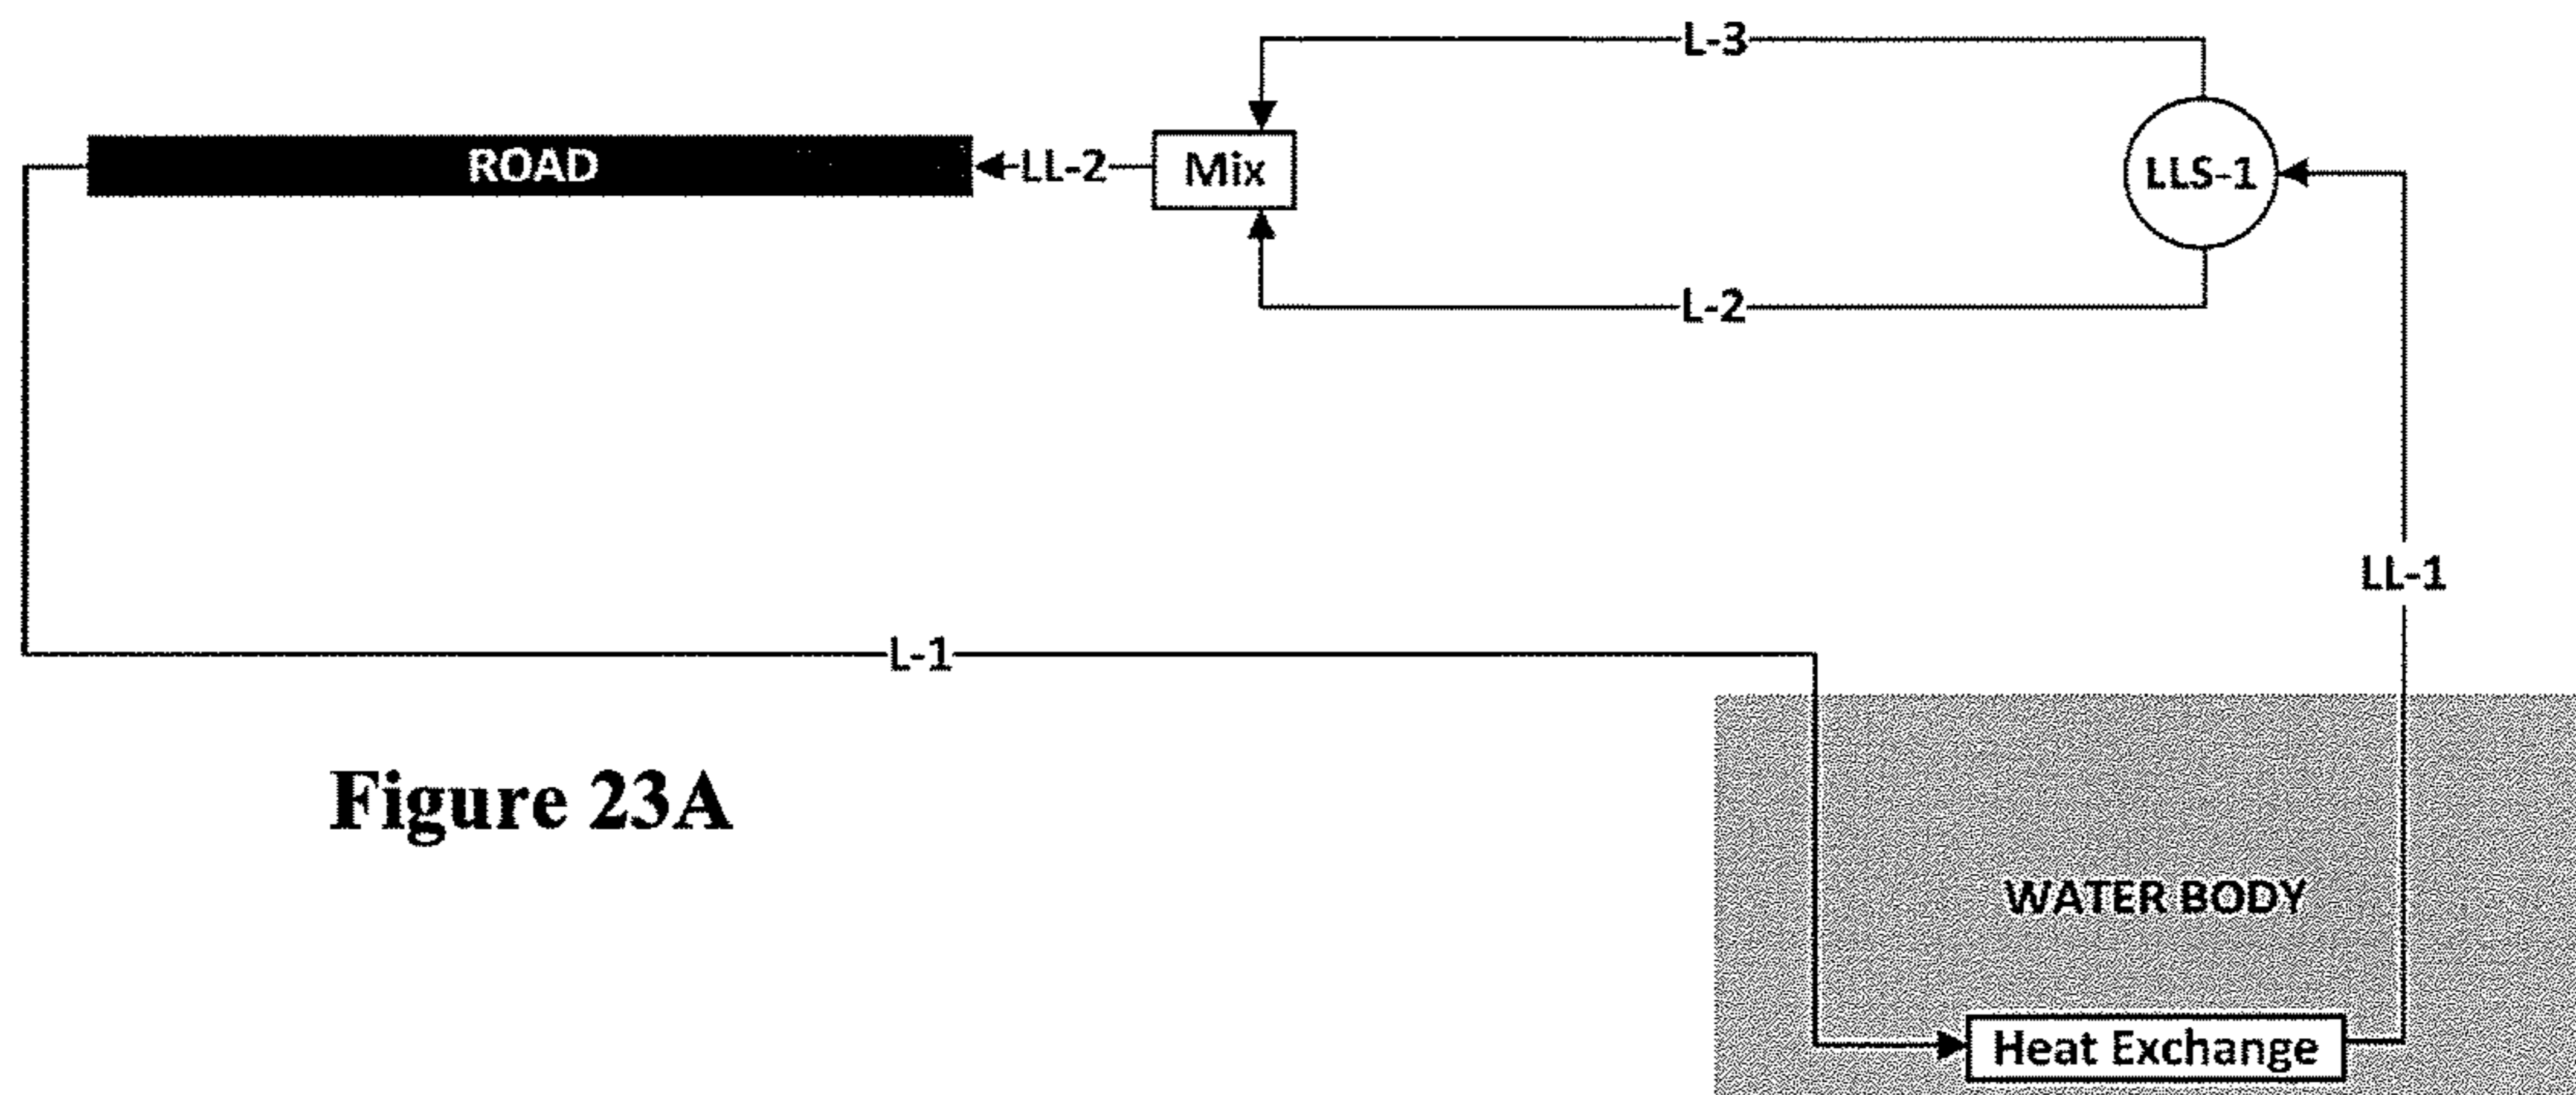 L-3
ROAD
LL-2
Mix
LLS-1
L-2
LL-1
L-1
Figure 23A
WATER BODY
Heat Exchange